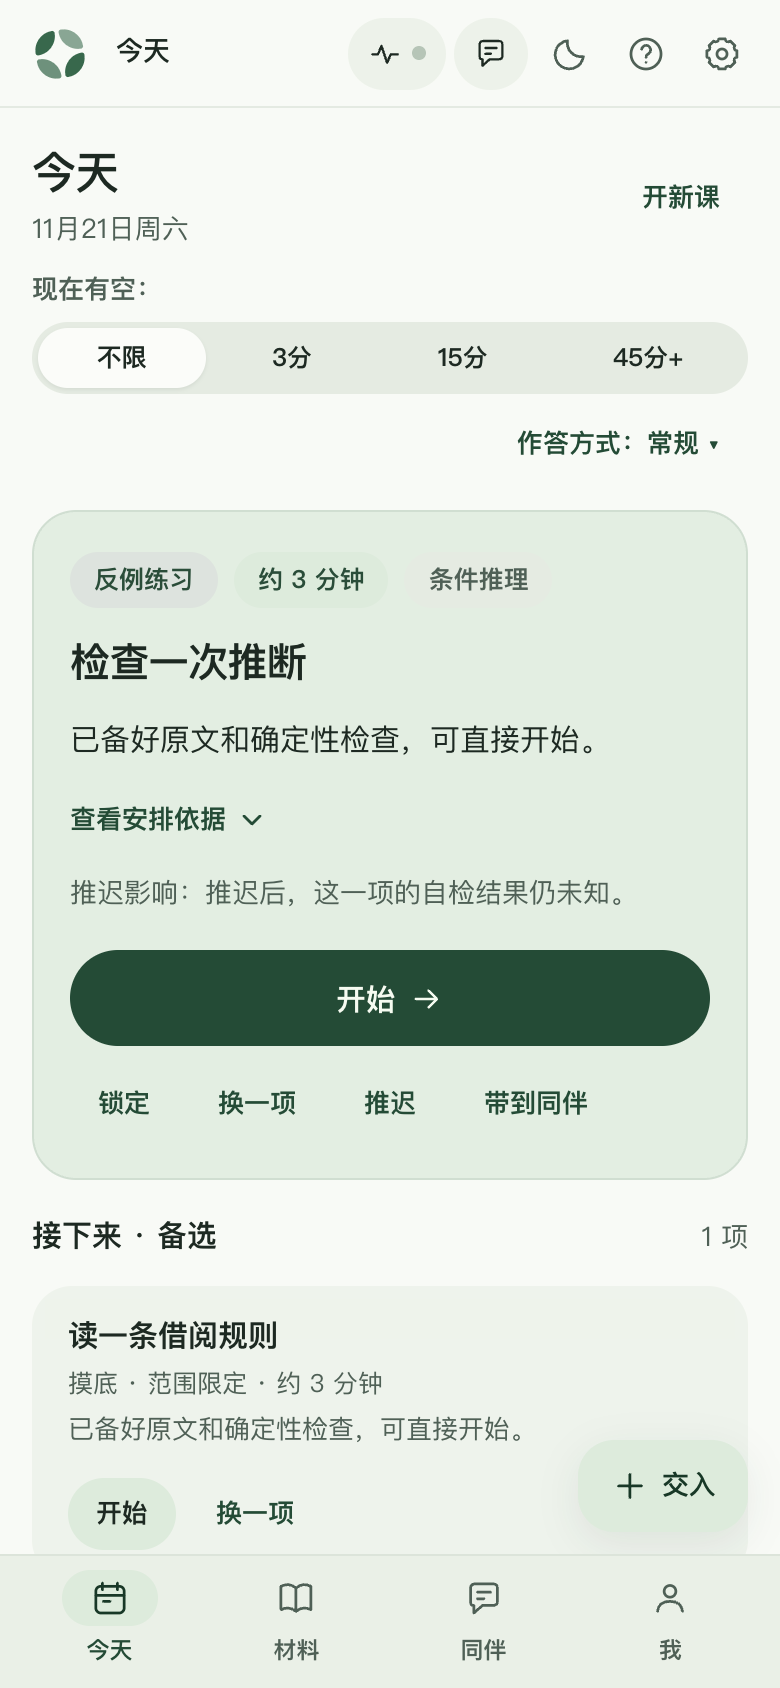 今天
今天
11月21日周六
开新课
现在有空：
不限 3分 15分 45分+
作答方式：常规 ▾
反例练习 约 3 分钟 条件推理
检查一次推断
已备好原文和确定性检查，可直接开始。
查看安排依据
推迟影响：推迟后，这一项的自检结果仍未知。
开始 →
锁定 换一项 推迟 带到同伴
接下来 · 备选 1 项
读一条借阅规则
摸底 · 范围限定 · 约 3 分钟
已备好原文和确定性检查，可直接开始。
+ 交入
开始 换一项
今天 材料 同伴 我